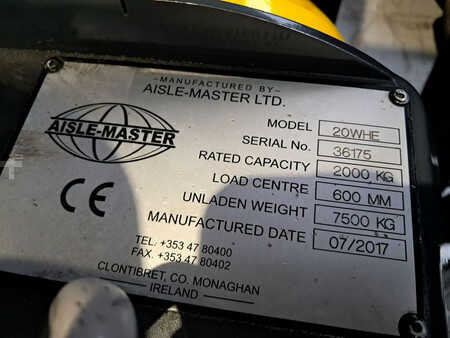 -MANUFACTURED BY-
AISLE-MASTER LTD.
AISLE-MASTER
CE
MODEL 20WHE
SERIAL No. 36175
RATED CAPACITY 2000 KG
LOAD CENTRE 600 MM
UNLADEN WEIGHT 7500 KG
MANUFACTURED DATE 07/2017
TEL: +353 47 80400
FAX. +353 47 80402
CLONTIBRET, CO. MONAGHAN
-IRELAND-